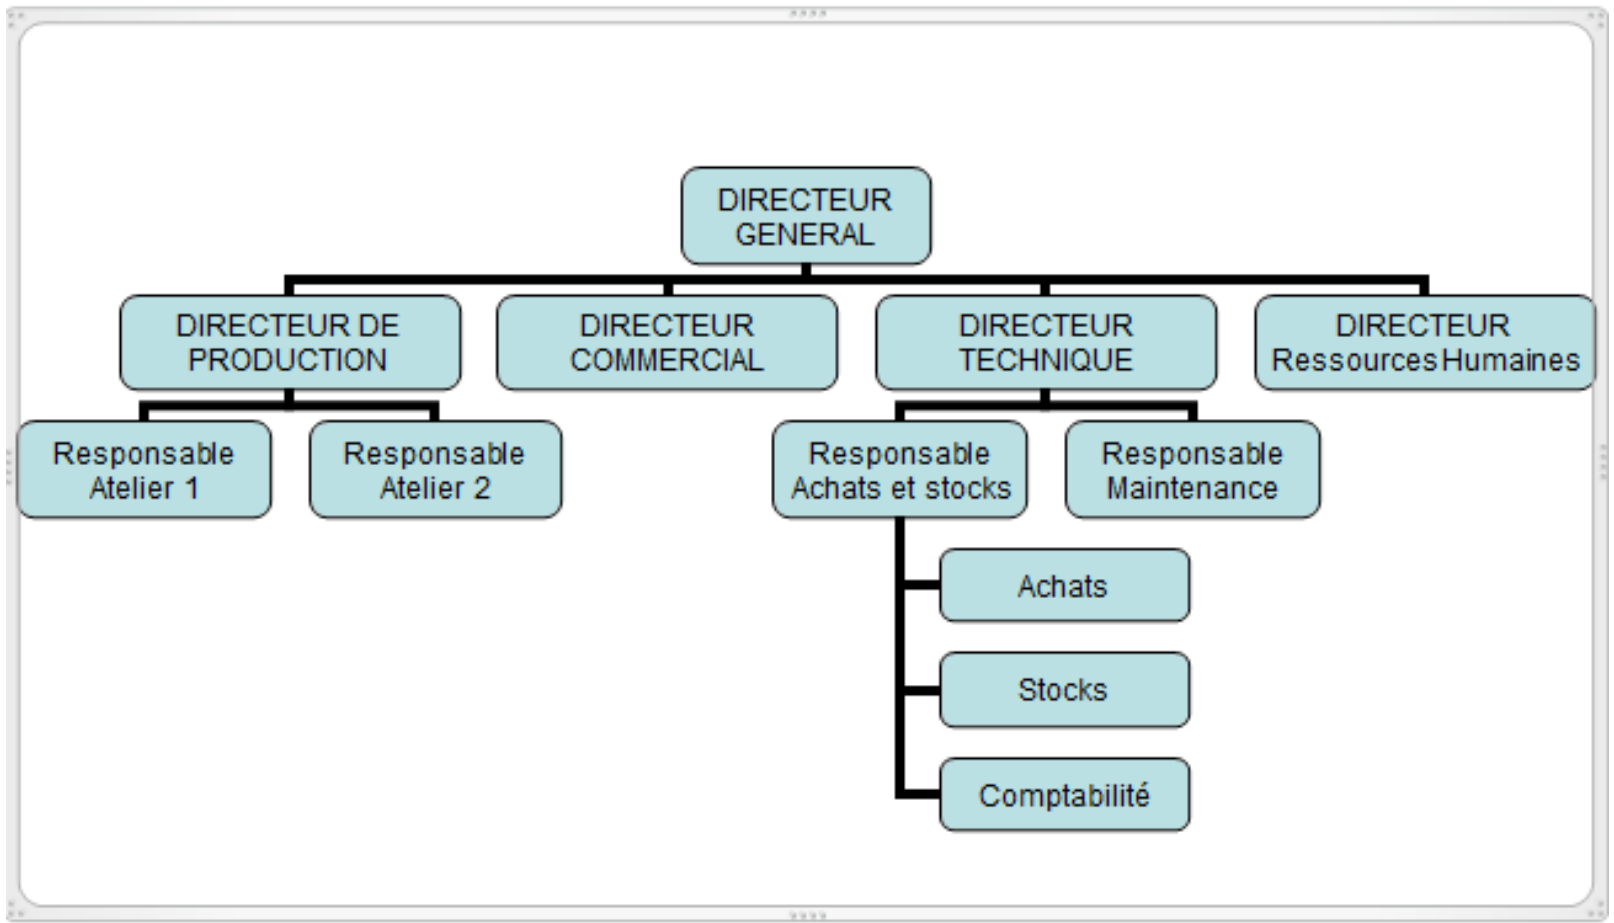 DIRECTEUR
GENERAL
DIRECTEUR DE
PRODUCTION
DIRECTEUR
COMMERCIAL
DIRECTEUR
TECHNIQUE
DIRECTEUR
Ressources Humaines
Responsable
Atelier 1
Responsable
Atelier 2
Responsable
Achats et stocks
Responsable
Maintenance
Achats
Stocks
Comptabilité